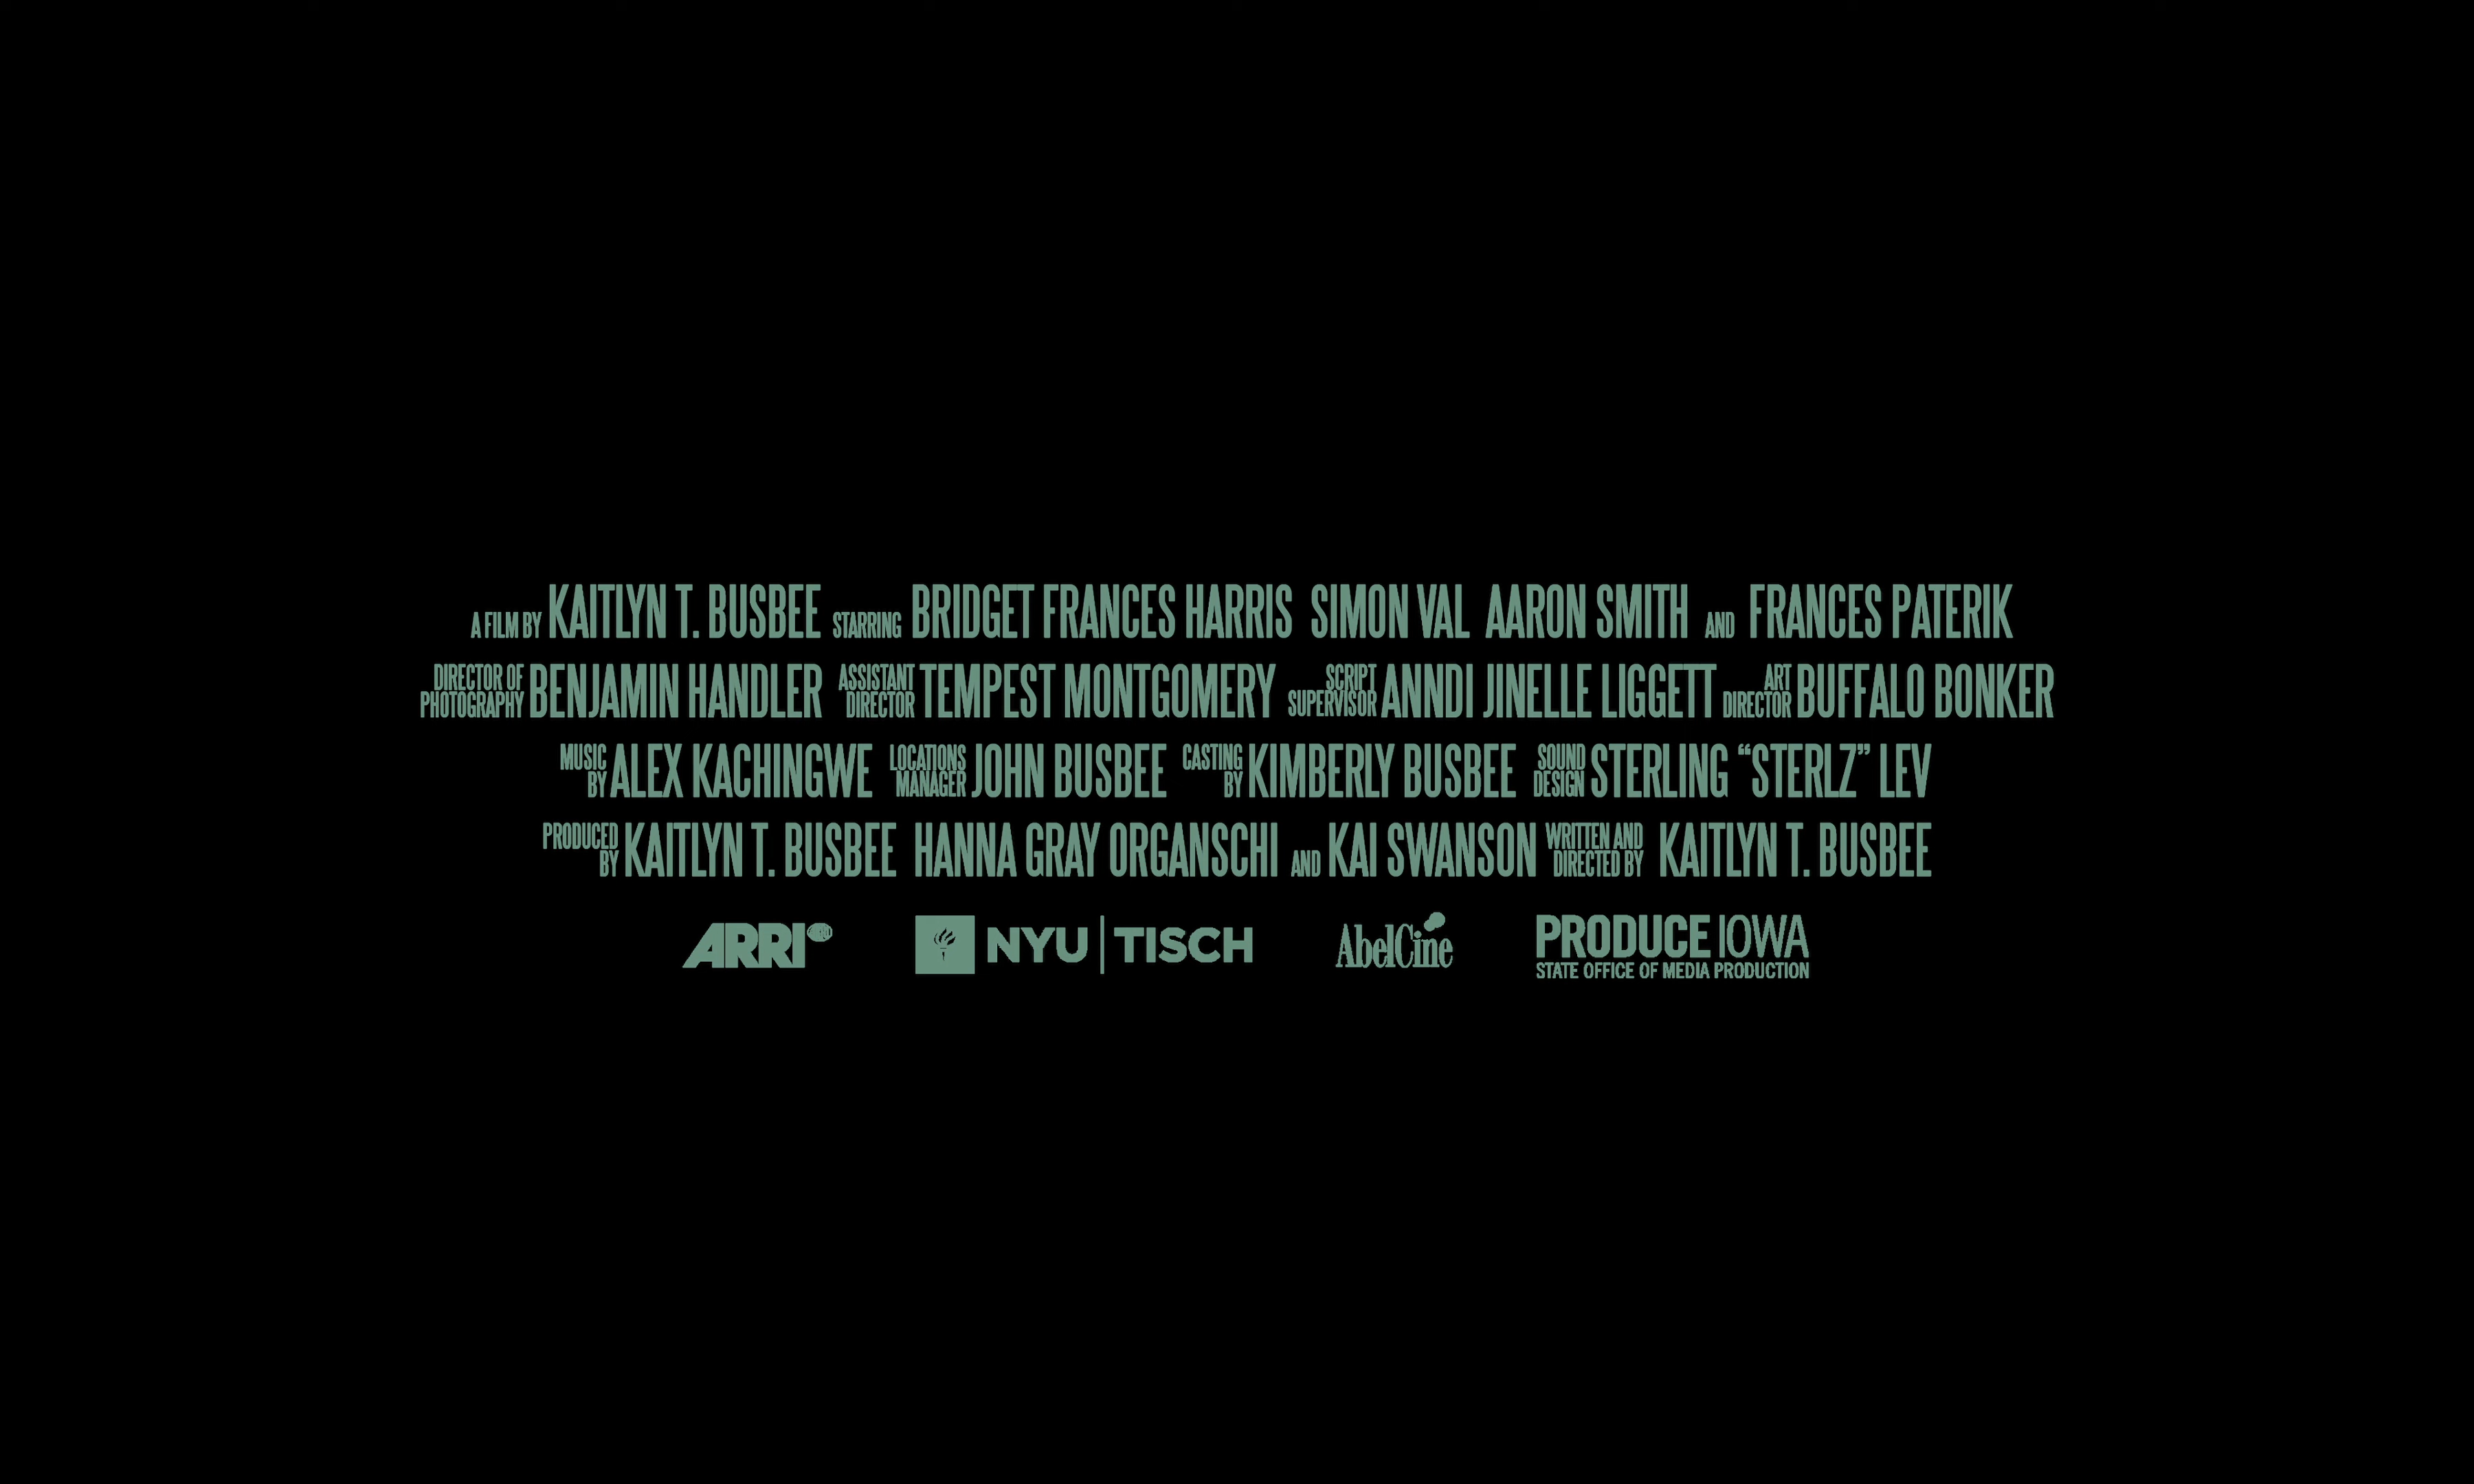 A FILM BY KAITLYN T. BUSBEE STARRING BRIDGET FRANCES HARRIS SIMON VAL AARON SMITH AND FRANCES PATERIK
DIRECTOR OF PHOTOGRAPHY BENJAMIN HANDLER ASSISTANT DIRECTOR TEMPEST MONTGOMERY SCRIPT SUPERVISOR ANNDI JINELLE LIGGETT ART DIRECTOR BUFFALO BONKER
MUSIC BY ALEX KACHINGWE LOCATIONS MANAGER JOHN BUSBEE CASTING BY KIMBERLY BUSBEE SOUND DESIGN STERLING “STERLZ” LEV
PRODUCED BY KAITLYN T. BUSBEE HANNA GRAY ORGANSCHI AND KAI SWANSON WRITTEN AND DIRECTED BY KAITLYN T. BUSBEE
ARRI NYU | TISCH AbelCine PRODUCE IOWA
STATE OFFICE OF MEDIA PRODUCTION